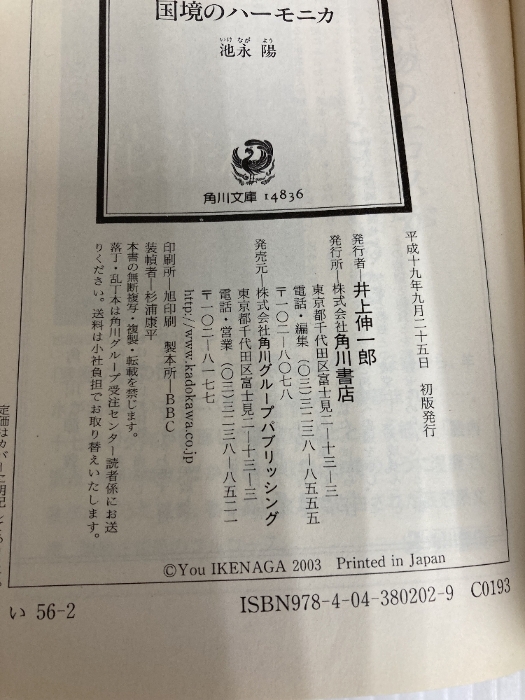 国境のハーモニカ
いけ なが よう
池永 陽
角川文庫 14836
平成十九年九月二十五日 初版発行
発行者―井上伸一郎
発行所―株式会社角川書店
東京都千代田区富士見二―十三―三
電話・編集(〇三)三二三八―八五五五
〒一〇二―八〇七八
発売元―株式会社角川グループパブリッシング
東京都千代田区富士見二―十三―三
電話・営業(〇三)三二三八―八五二一
〒一〇二―八一七七
http://www.kadokawa.co.jp
印刷所―旭印刷 製本所―BBC
装幀者―杉浦康平
本書の無断複写・複製・転載を禁じます。
落丁・乱丁本は角川グループ受注センター読者係にお送
りください。送料は小社負担でお取り替えいたします。
定価はカバーに明記して
©You IKENAGA 2003 Printed in Japan
い 56-2
ISBN978-4-04-380202-9 C0193